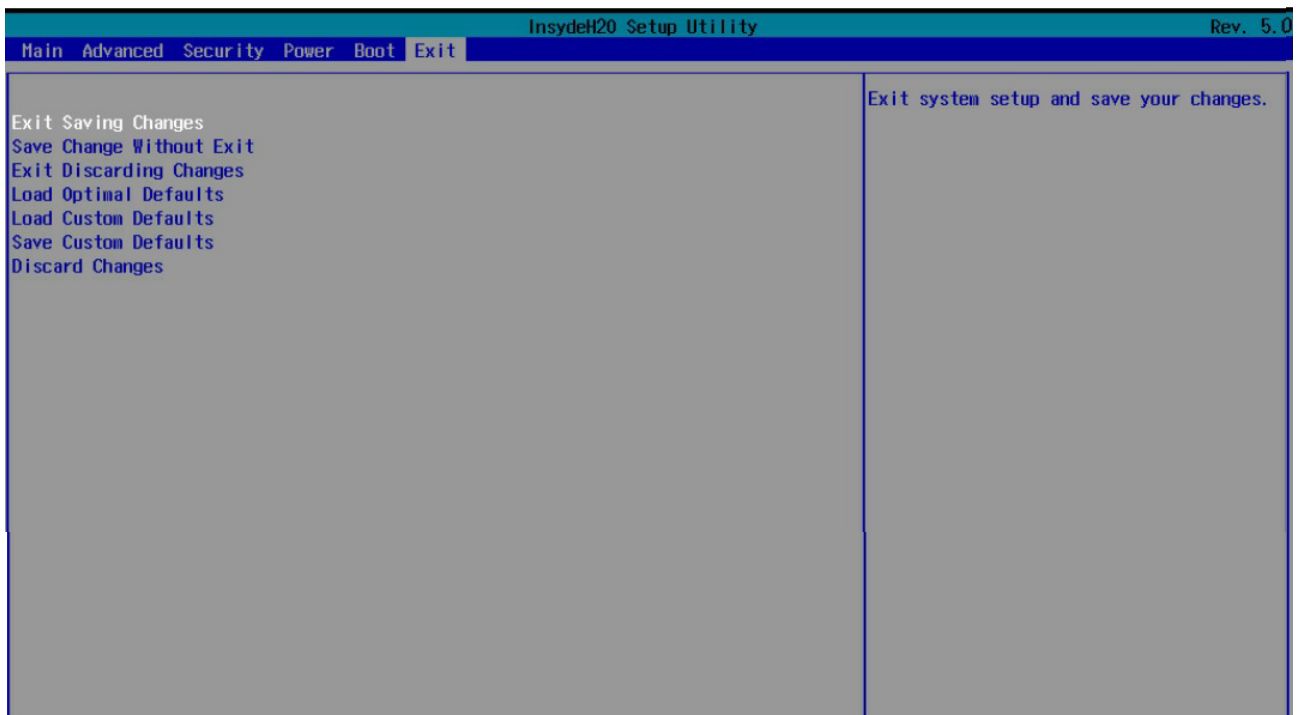 InsydeH20 Setup Utility Rev. 5.0
Main Advanced Security Power Boot Exit
Exit Saving Changes
Save Change Without Exit
Exit Discarding Changes
Load Optimal Defaults
Load Custom Defaults
Save Custom Defaults
Discard Changes
Exit system setup and save your changes.